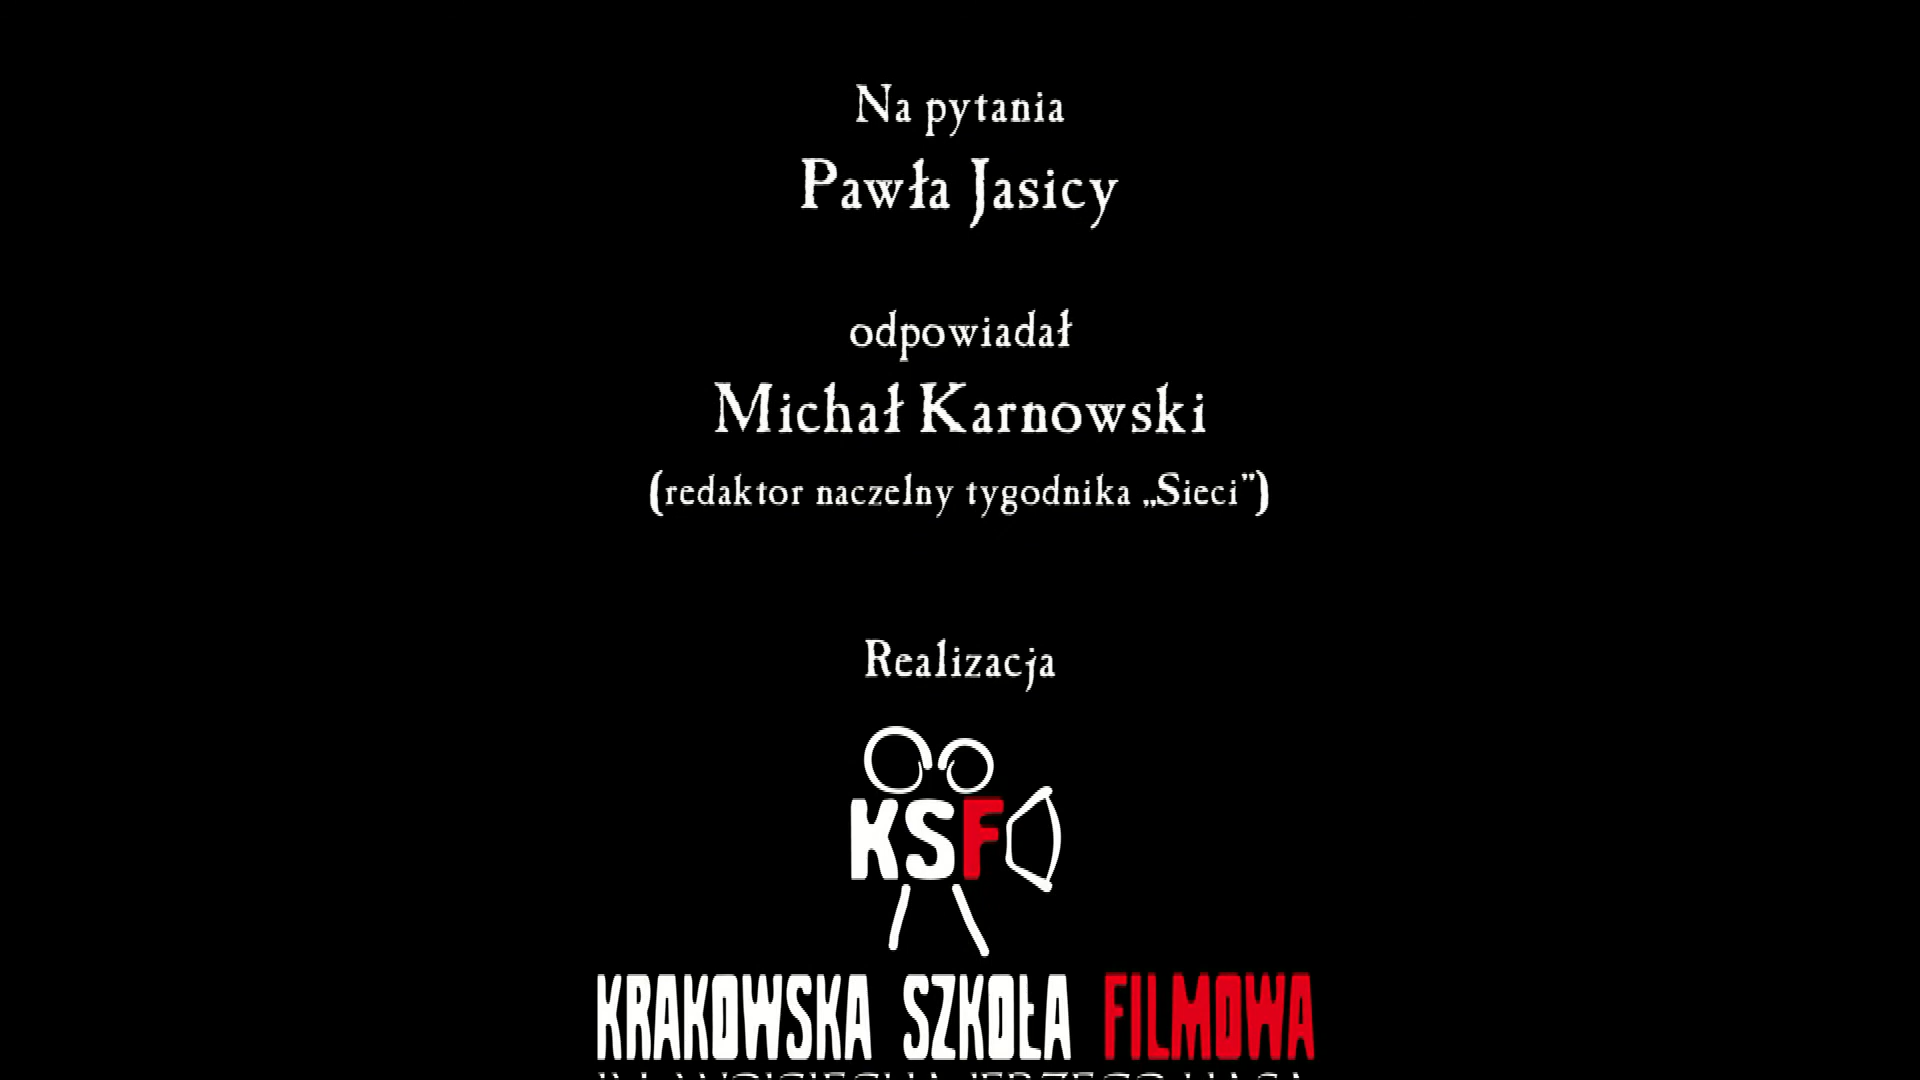 Na pytania
Pawła Jasicy
odpowiadał
Michał Karnowski
(redaktor naczelny tygodnika „Sieci”)
Realizacja
KSF
KRAKOWSKA SZKOŁA FILMOWA